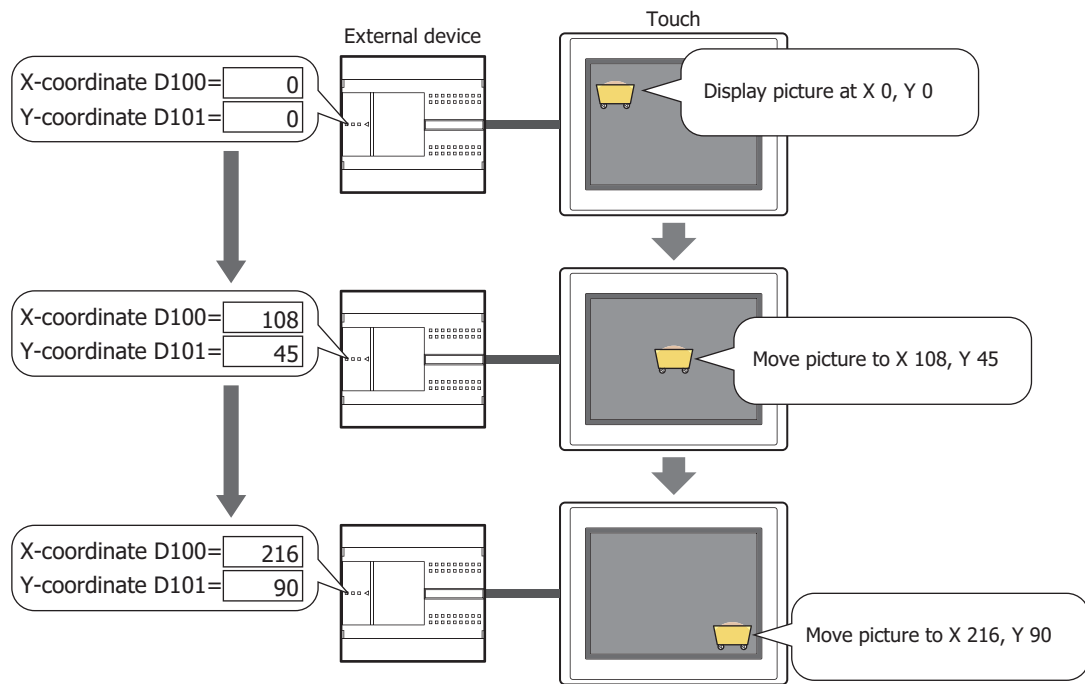 External device
Touch
X-coordinate D100= 0
Y-coordinate D101= 0
Display picture at X 0, Y 0
X-coordinate D100= 108
Y-coordinate D101= 45
Move picture to X 108, Y 45
X-coordinate D100= 216
Y-coordinate D101= 90
Move picture to X 216, Y 90